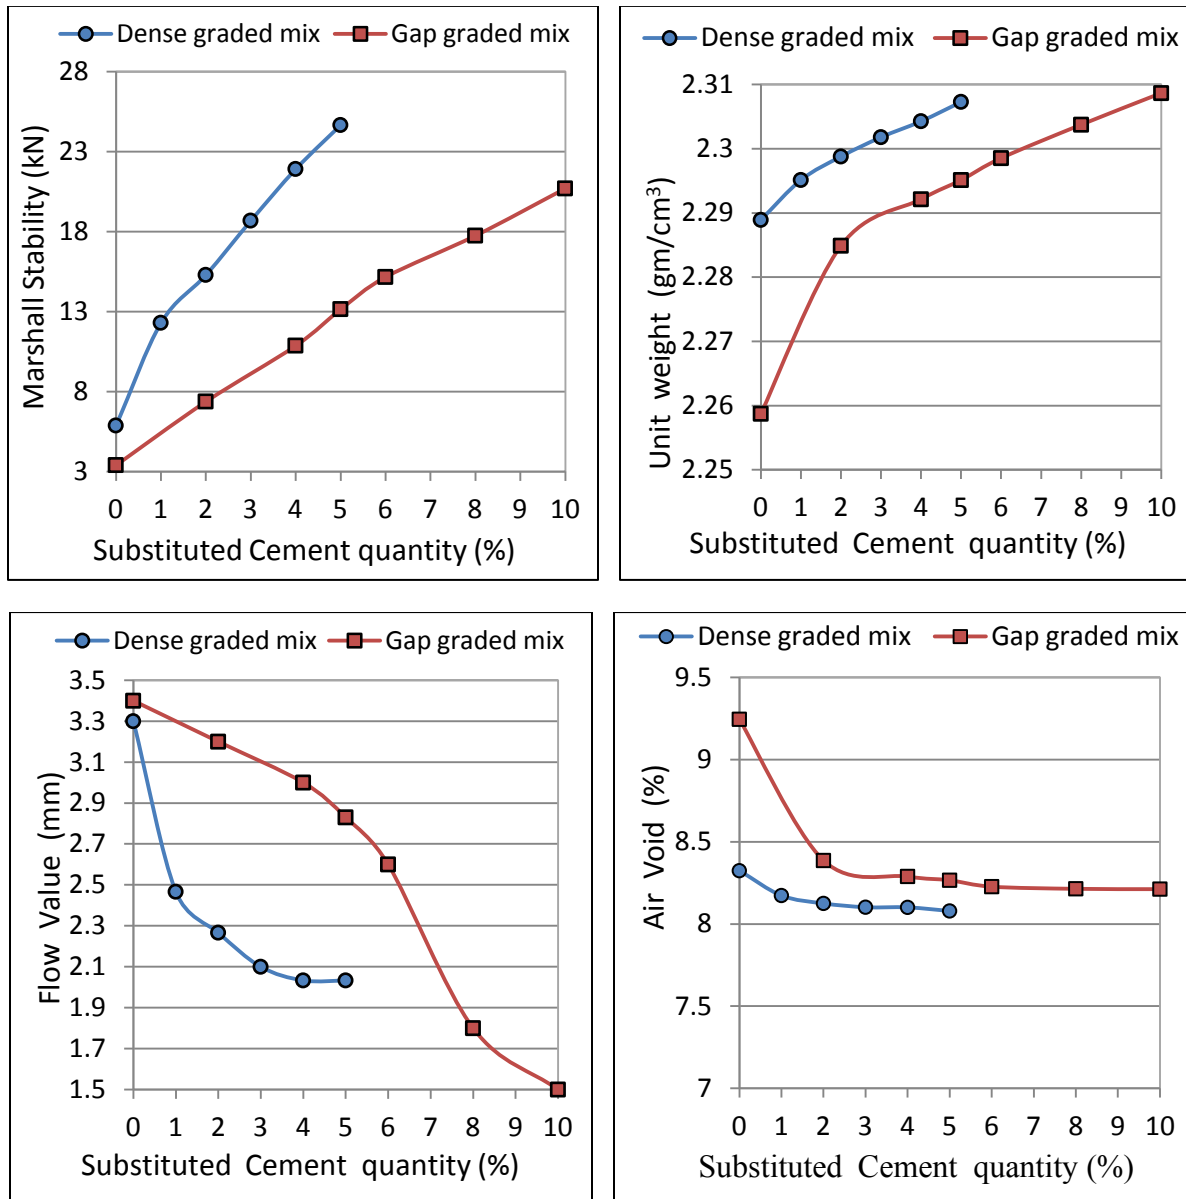 Dense graded mix Gap graded mix
28
23
18
13
8
3
Marshall Stability (kN)
0 1 2 3 4 5 6 7 8 9 10
Substituted Cement quantity (%)
Dense graded mix Gap graded mix
2.31
2.3
2.29
2.28
2.27
2.26
2.25
Unit weight (gm/cm³)
0 1 2 3 4 5 6 7 8 9 10
Substituted Cement quantity (%)
Dense graded mix Gap graded mix
3.5
3.3
3.1
2.9
2.7
2.5
2.3
2.1
1.9
1.7
1.5
Flow Value (mm)
0 1 2 3 4 5 6 7 8 9 10
Substituted Cement quantity (%)
Dense graded mix Gap graded mix
9.5
9
8.5
8
7.5
7
Air Void (%)
0 1 2 3 4 5 6 7 8 9 10
Substituted Cement quantity (%)